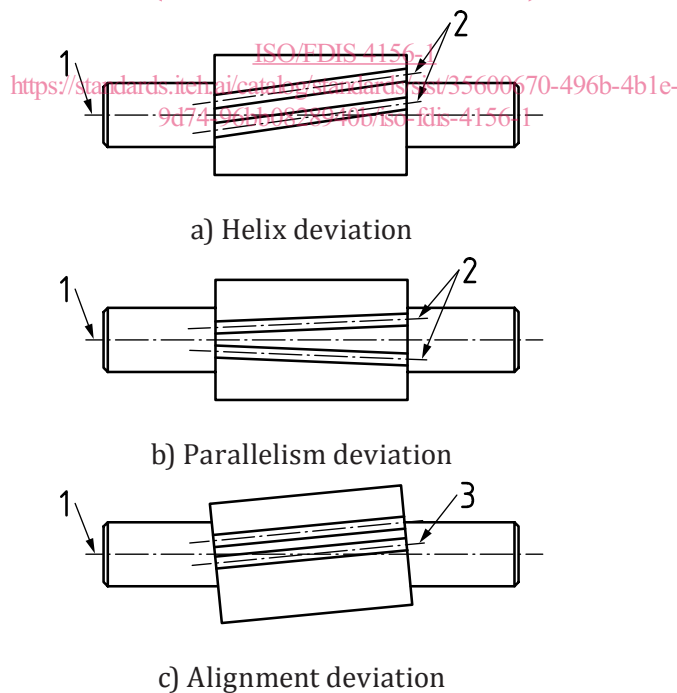 ISO/FDIS 4156-1
https://standards.iteh.ai/catalog/standards/sist/35600670-496b-4b1e-
9d74-96bb0828940b/iso-fdis-4156-1
1
2
a) Helix deviation
1
2
b) Parallelism deviation
1
3
c) Alignment deviation